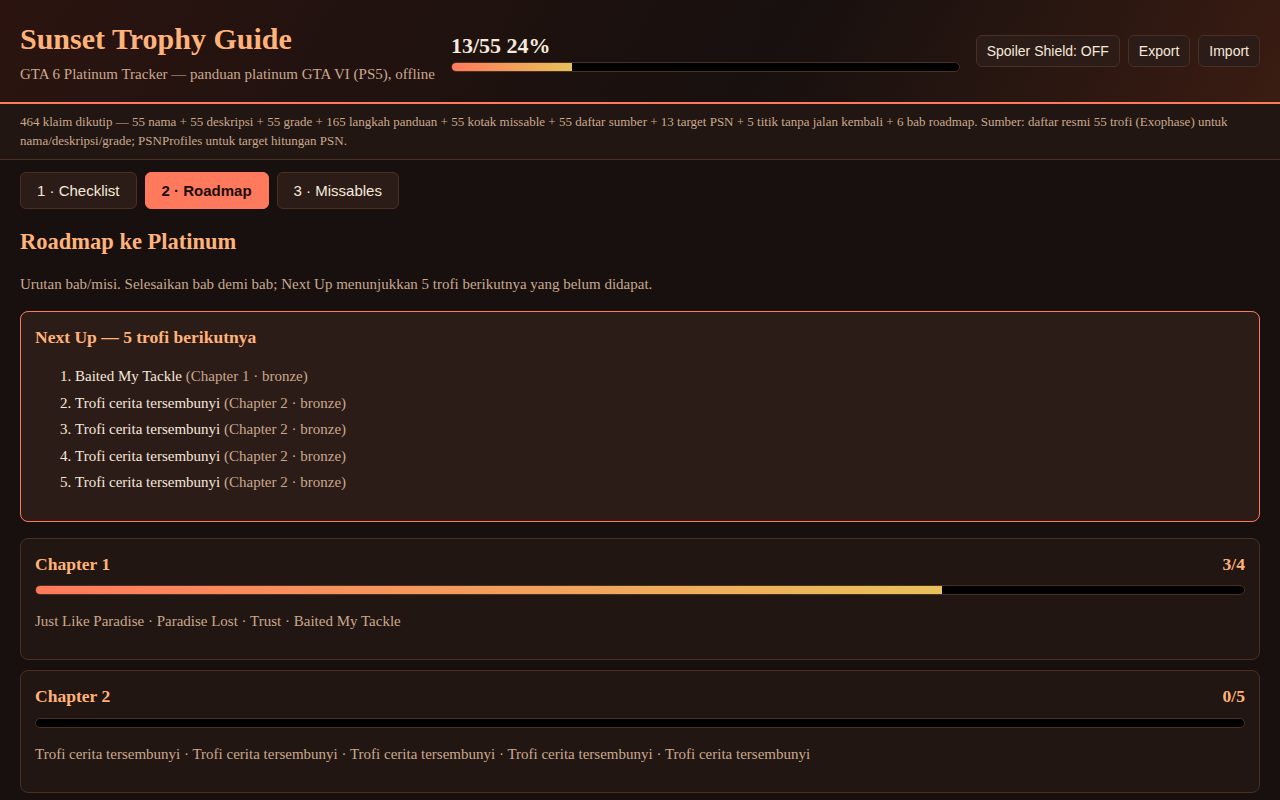 Sunset Trophy Guide
GTA 6 Platinum Tracker — panduan platinum GTA VI (PS5), offline
13/55 24%
Spoiler Shield: OFF
Export
Import
464 klaim dikutip — 55 nama + 55 deskripsi + 55 grade + 165 langkah panduan + 55 kotak missable + 55 daftar sumber + 13 target PSN + 5 titik tanpa jalan kembali + 6 bab roadmap. Sumber: daftar resmi 55 trofi (Exophase) untuk
nama/deskripsi/grade; PSNProfiles untuk target hitungan PSN.
1 · Checklist
2 · Roadmap
3 · Missables
Roadmap ke Platinum
Urutan bab/misi. Selesaikan bab demi bab; Next Up menunjukkan 5 trofi berikutnya yang belum didapat.
Next Up — 5 trofi berikutnya
1. Baited My Tackle (Chapter 1 · bronze)
2. Trofi cerita tersembunyi (Chapter 2 · bronze)
3. Trofi cerita tersembunyi (Chapter 2 · bronze)
4. Trofi cerita tersembunyi (Chapter 2 · bronze)
5. Trofi cerita tersembunyi (Chapter 2 · bronze)
Chapter 1
3/4
Just Like Paradise · Paradise Lost · Trust · Baited My Tackle
Chapter 2
0/5
Trofi cerita tersembunyi · Trofi cerita tersembunyi · Trofi cerita tersembunyi · Trofi cerita tersembunyi · Trofi cerita tersembunyi